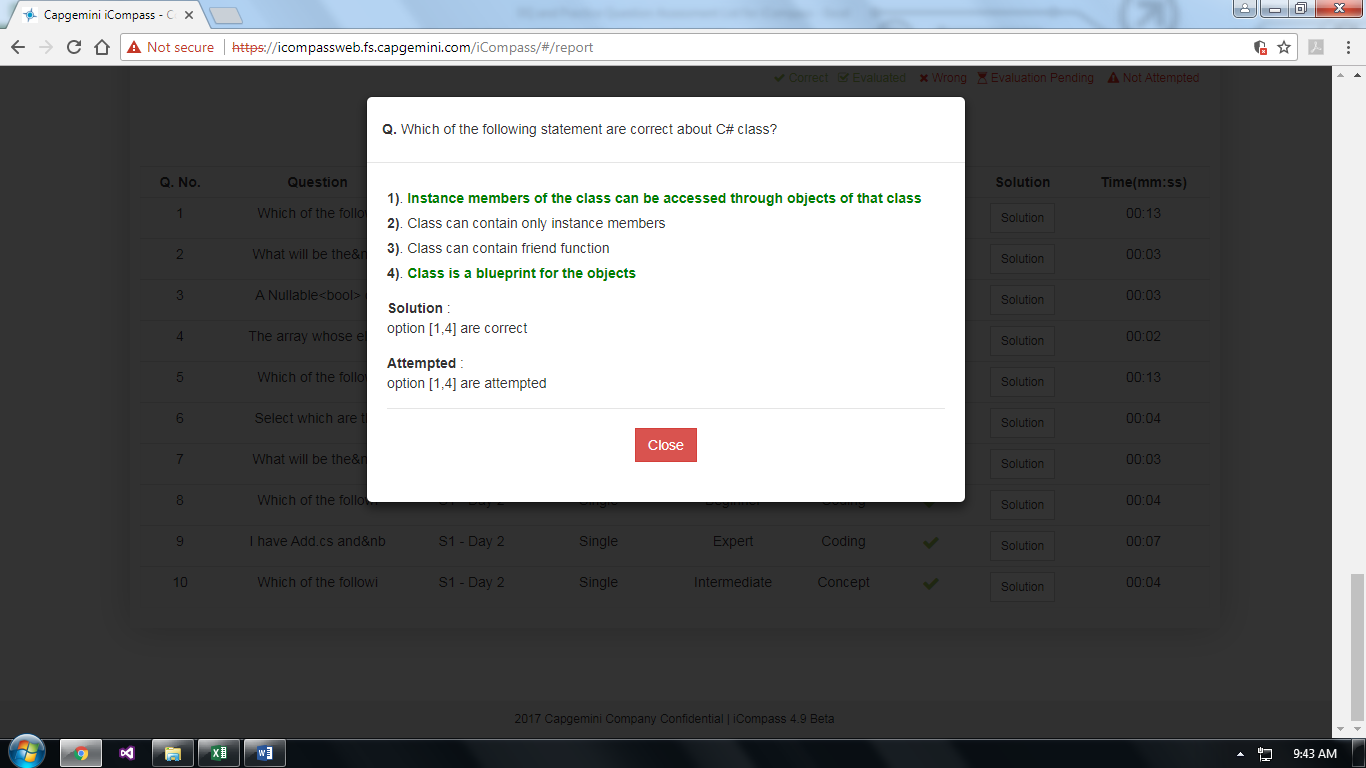 Capgemini iCompass - C
Not secure | https://icompassweb.fs.capgemini.com/iCompass/#/report
Correct Evaluated Wrong Evaluation Pending Not Attempted
Q. Which of the following statement are correct about C# class?
Q. No. Question Solution Time(mm:ss)
1). Instance members of the class can be accessed through objects of that class
2). Class can contain only instance members
3). Class can contain friend function
4). Class is a blueprint for the objects
Solution :
option [1,4] are correct
Attempted :
option [1,4] are attempted
Close
1 Which of the follo Solution 00:13
2 What will be the&n Solution 00:03
3 A Nullable<bool> Solution 00:03
4 The array whose el Solution 00:02
5 Which of the follo Solution 00:13
6 Select which are t Solution 00:04
7 What will be the&n Solution 00:03
8 Which of the followi S1 - Day 2 Single Beginner Coding Solution 00:04
9 I have Add.cs and&nb S1 - Day 2 Single Expert Coding Solution 00:07
10 Which of the followi S1 - Day 2 Single Intermediate Concept Solution 00:04
2017 Capgemini Company Confidential | iCompass 4.9 Beta
9:43 AM